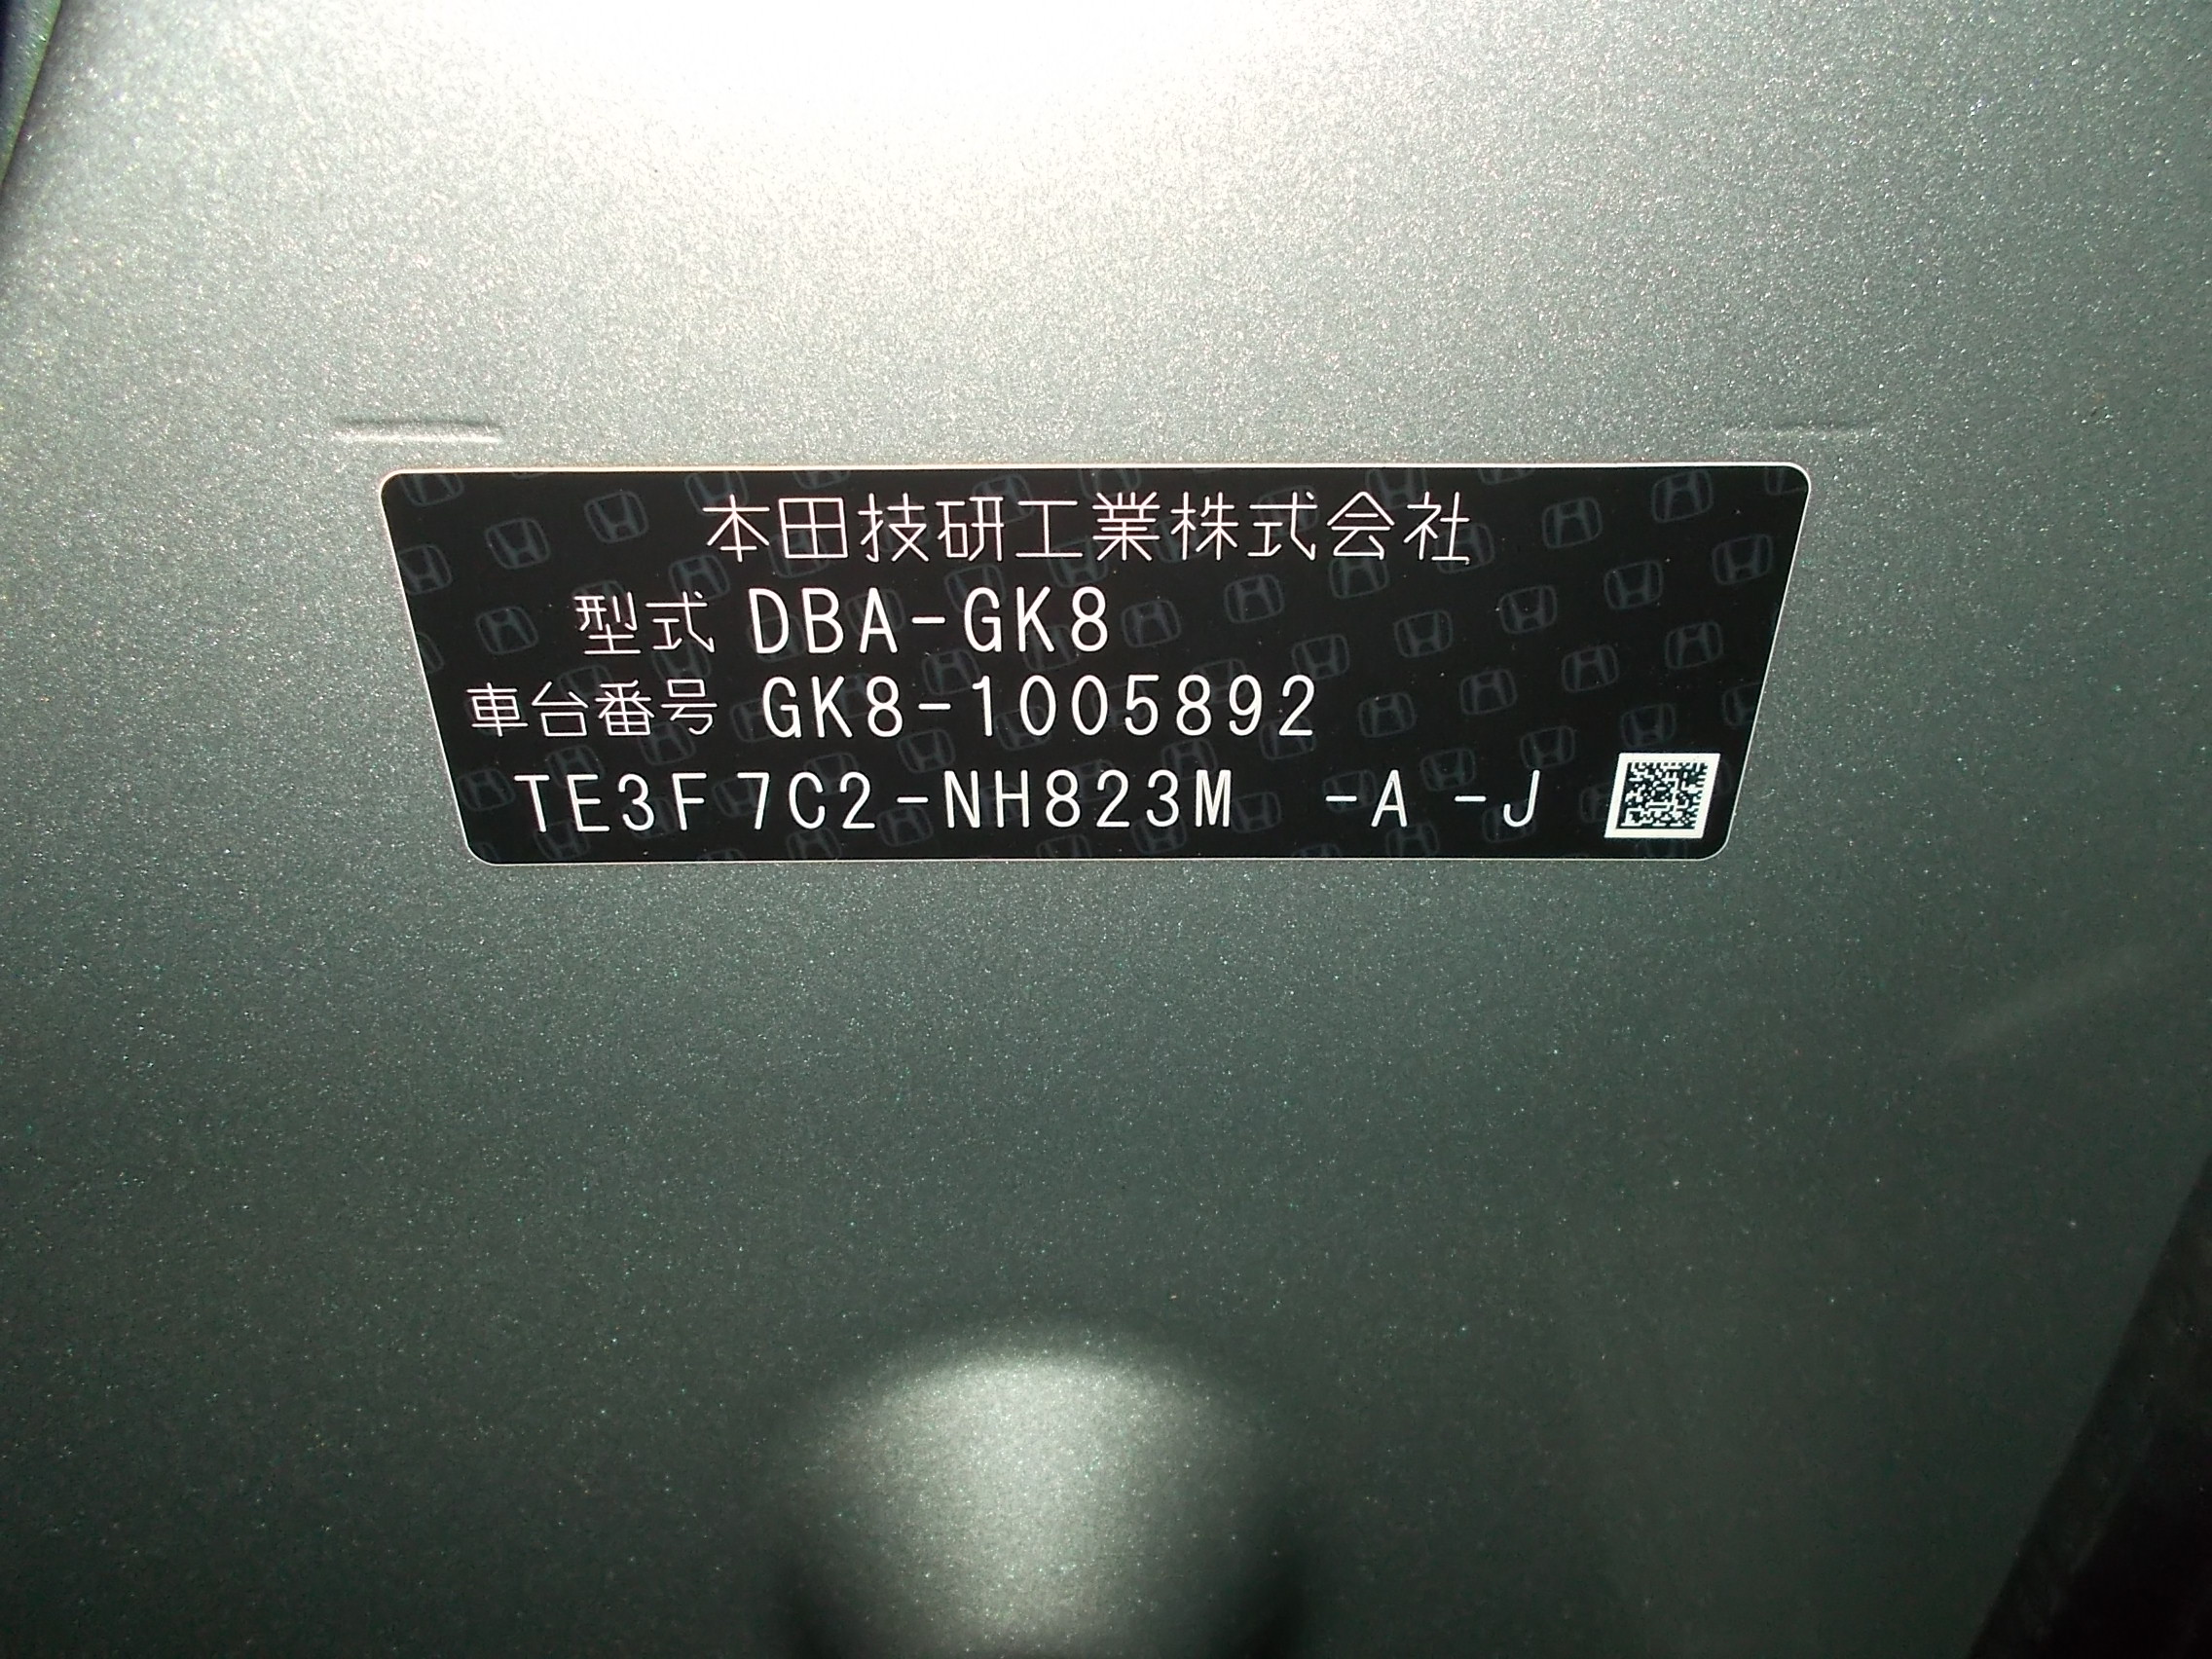 本田技研工業株式会社
型式 DBA-GK8
車台番号 GK8-1005892
TE3F7C2-NH823M -A -J